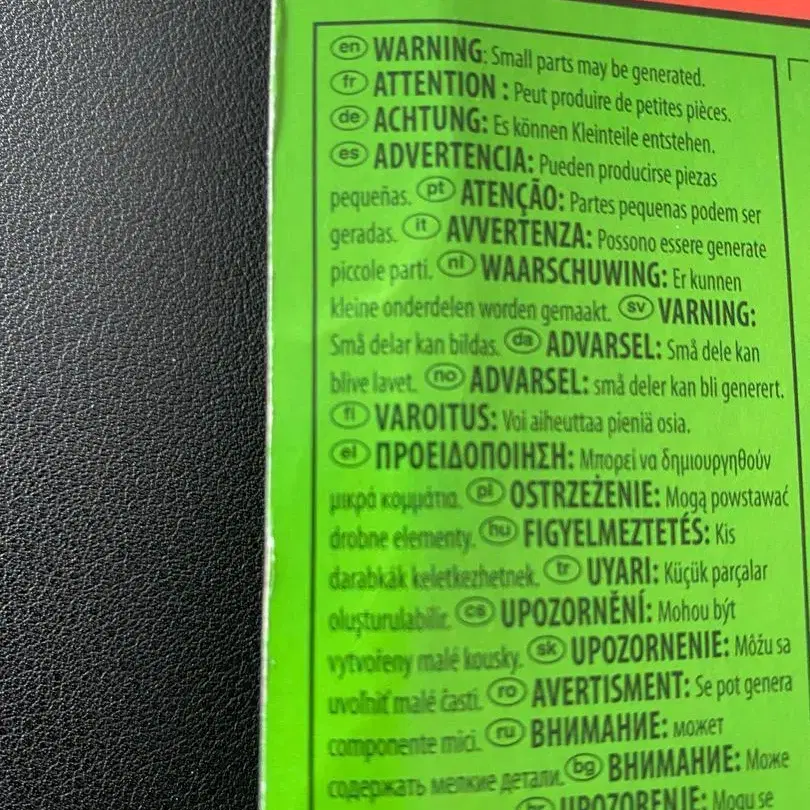 en WARNING: Small parts may be generated.
fr ATTENTION : Peut produire de petites pièces.
de ACHTUNG: Es können Kleinteile entstehen.
es ADVERTENCIA: Pueden producirse piezas
pequeñas. pt ATENÇÃO: Partes pequenas podem ser
geradas. it AVVERTENZA: Possono essere generate
piccole parti. nl WAARSCHUWING: Er kunnen
kleine onderdelen worden gemaakt. sv VARNING:
Små delar kan bildas. da ADVARSEL: Små dele kan
blive lavet. no ADVARSEL: små deler kan bli generert.
fi VAROITUS: Voi aiheuttaa pieniä osia.
el ΠΡΟΕΙΔΟΠΟΙΗΣΗ: Μπορεί να δημιουργηθούν
μικρά κομμάτια. pl OSTRZEŻENIE: Mogą powstawać
drobne elementy. hu FIGYELMEZTETÉS: Kis
darabkák keletkezhetnek. tr UYARI: Küçük parçalar
oluşturulabilir. cs UPOZORNĚNÍ: Mohou být
vytvořeny malé kousky. sk UPOZORNENIE: Môžu sa
uvoľniť malé časti. ro AVERTISMENT: Se pot genera
componente mici. ru ВНИМАНИЕ: может
содержать мелкие детали. bg ВНИМАНИЕ: Може
hr UPOZORENJE: Mogu se